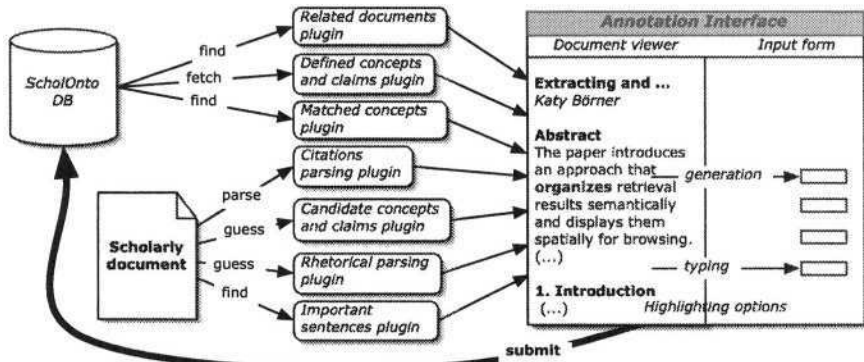 ScholOnto
DB
find
fetch
find
Related documents
plugin
Defined concepts
and claims plugin
Matched concepts
plugin
Citations
parsing plugin
Candidate concepts
and claims plugin
Rhetorical parsing
plugin
Important
sentences plugin
Scholarly
document
parse
guess
guess
find
Annotation Interface
Document viewer
Input form
Extracting and ...
Katy Börner
Abstract
The paper introduces
an approach that
organizes retrieval
results semantically
and displays them
spatially for browsing.
(...)
1. Introduction
(...)
generation
typing
Highlighting options
submit